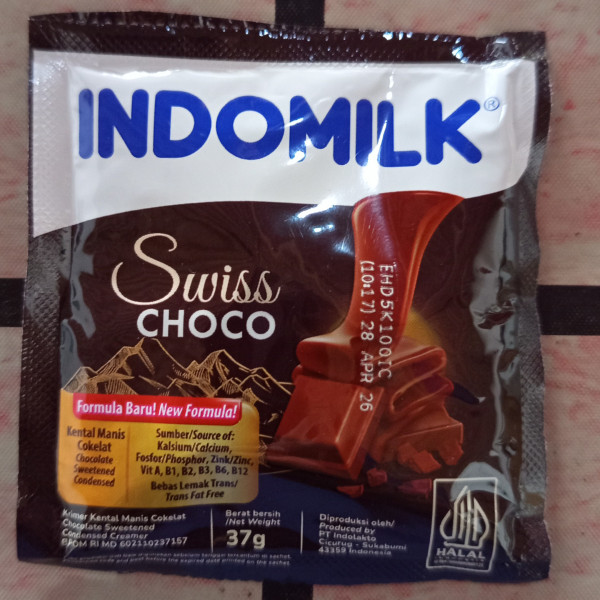 INDOMILK®
Swiss
CHOCO
EHD5K1001C
(10:17) 28 APR 26
Formula Baru! New Formula!
Kental Manis
Cokelat
Chocolate
Sweetened
Condensed
Sumber/Source of:
Kalsium/Calcium,
Fosfor/Phosphor, Zink/Zinc,
Vit A, B1, B2, B3, B6, B12
Bebas Lemak Trans/
Trans Fat Free
Krimer Kental Manis Cokelat
Chocolate Sweetened
Condensed Creamer
BPOM RI MD 602110237157
Berat bersih
/Net Weight
37g
Diproduksi oleh/
Produced by
PT Indolakto
Cicurug - Sukabumi
43359 Indonesia
HALAL